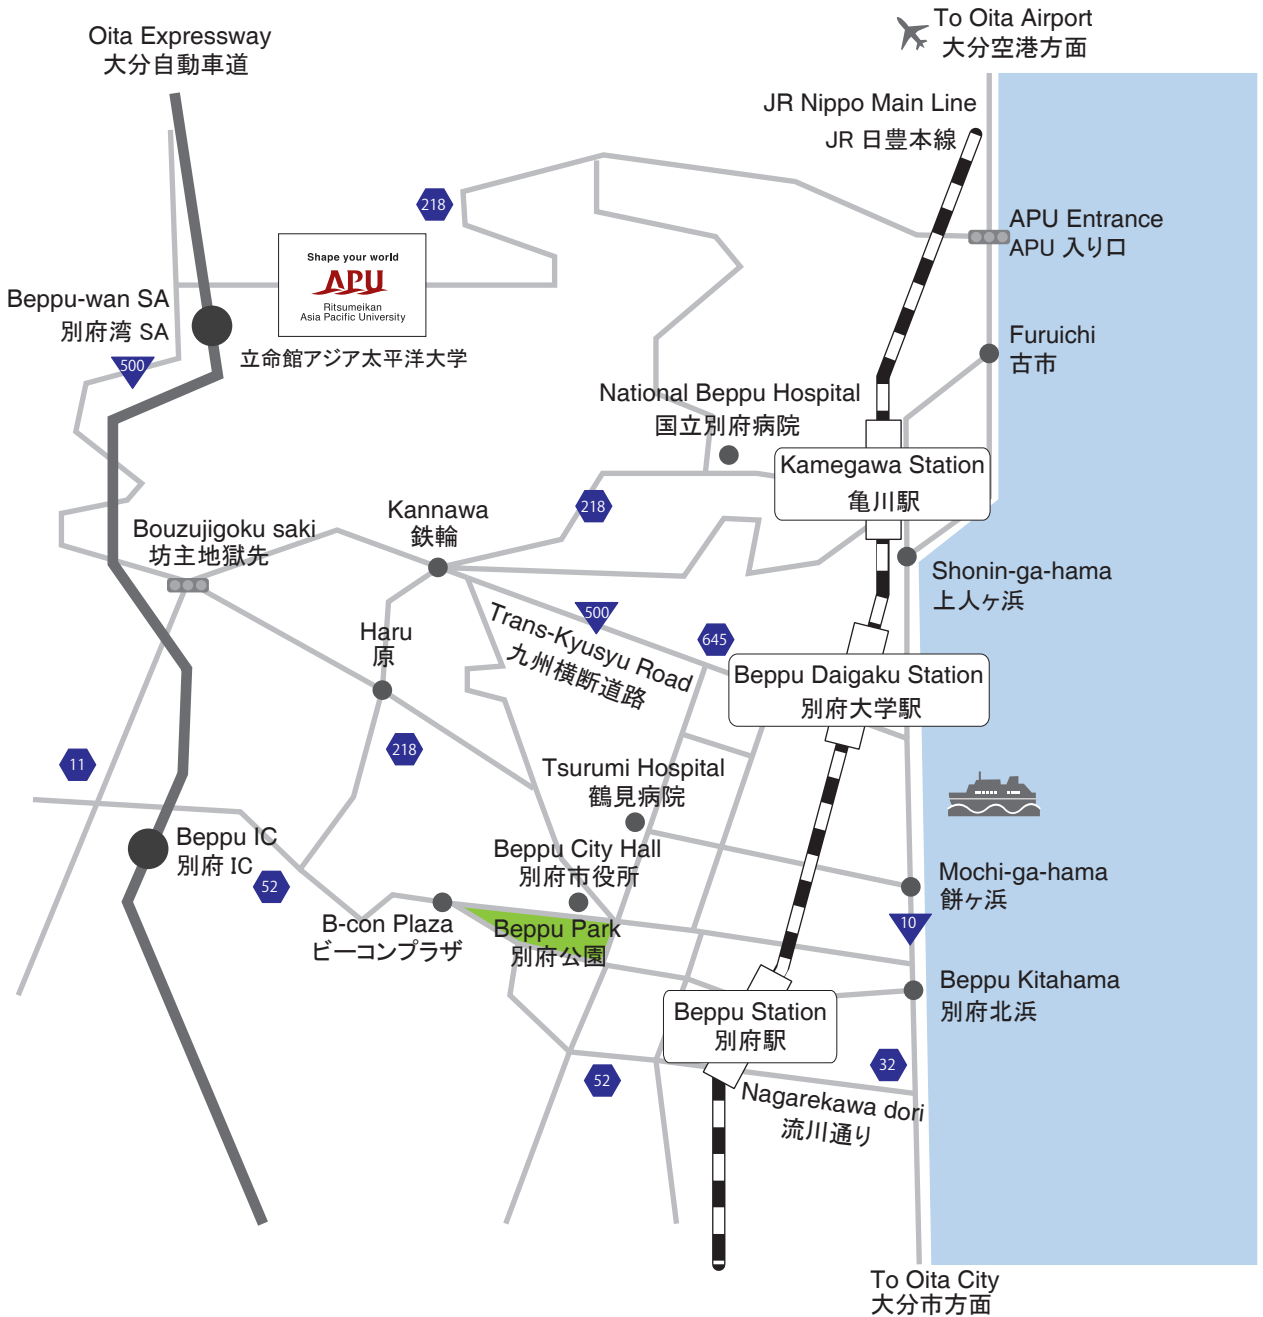 To Oita Airport
大分空港方面
Oita Expressway
大分自動車道
JR Nippo Main Line
JR 日豊本線
218
APU Entrance
APU 入り口
Shape your world
APU
Ritsumeikan
Asia Pacific University
立命館アジア太平洋大学
Beppu-wan SA
別府湾 SA
500
Furuichi
古市
National Beppu Hospital
国立別府病院
Kamegawa Station
亀川駅
218
Kannawa
鉄輪
Bouzujigoku saki
坊主地獄先
Shonin-ga-hama
上人ヶ浜
500
Trans-Kyusyu Road
九州横断道路
645
Haru
原
Beppu Daigaku Station
別府大学駅
218
11
Tsurumi Hospital
鶴見病院
Beppu IC
別府 IC
52
Beppu City Hall
別府市役所
Mochi-ga-hama
餅ヶ浜
10
B-con Plaza
ビーコンプラザ
Beppu Park
別府公園
Beppu Kitahama
別府北浜
Beppu Station
別府駅
32
52
Nagarekawa dori
流川通り
To Oita City
大分市方面